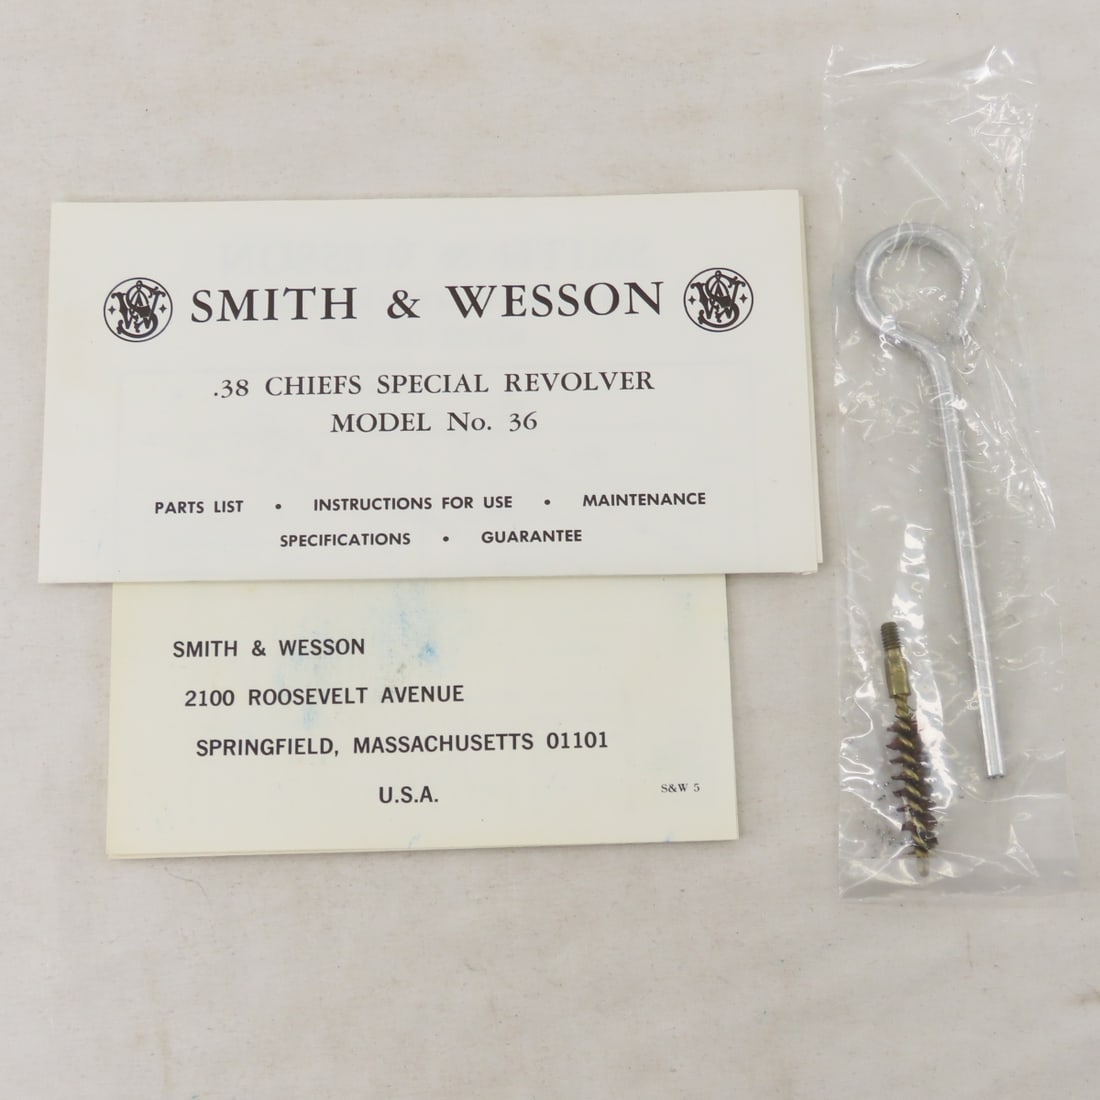 SMITH & WESSON
.38 CHIEFS SPECIAL REVOLVER
MODEL No. 36
PARTS LIST • INSTRUCTIONS FOR USE • MAINTENANCE
SPECIFICATIONS • GUARANTEE
SMITH & WESSON
2100 ROOSEVELT AVENUE
SPRINGFIELD, MASSACHUSETTS 01101
U.S.A.
S&W 5